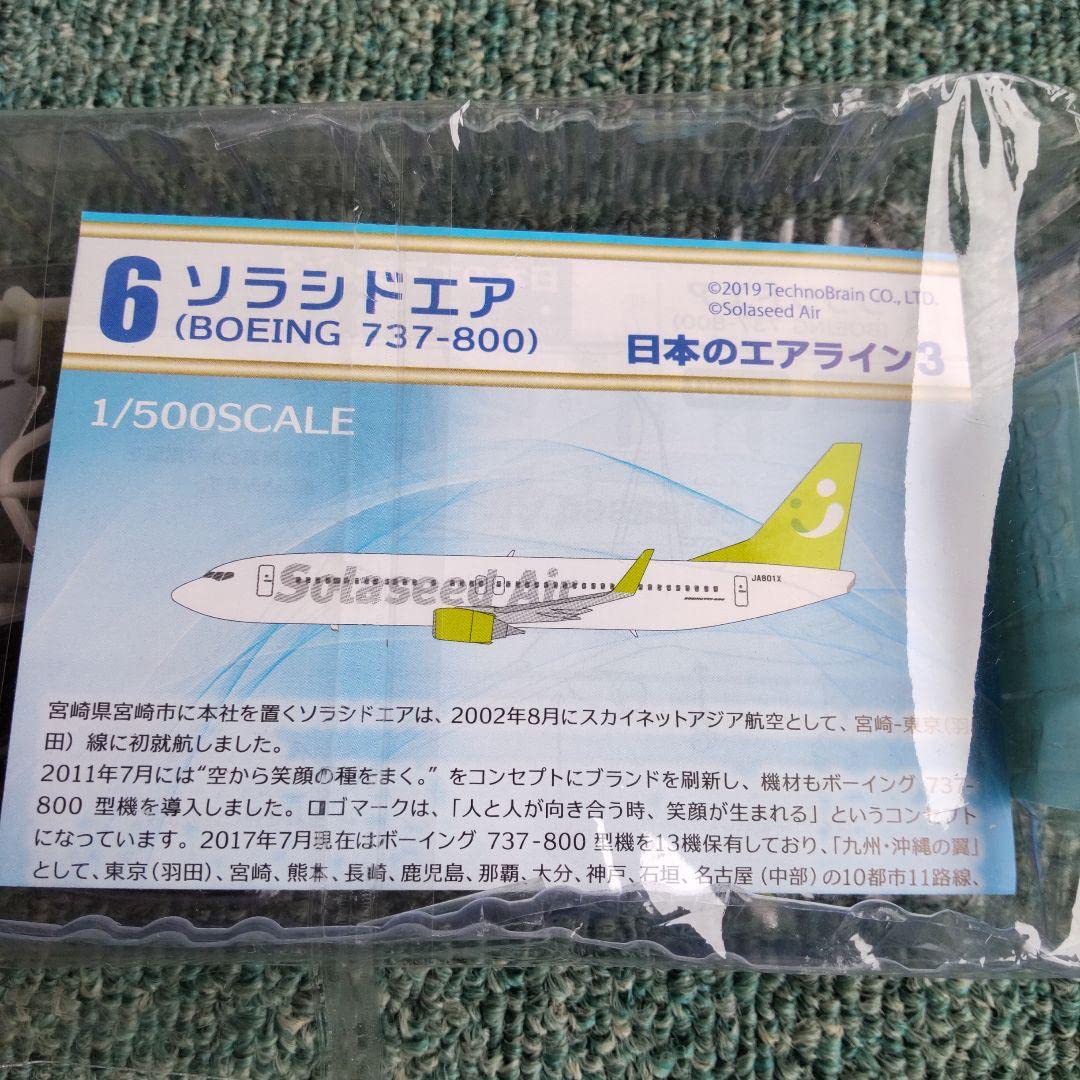 6 ソラシドエア
(BOEING 737-800)
©2019 TechnoBrain CO., LTD.
©Solaseed Air
日本のエアライン3
1/500SCALE
Solaseed Air
JA801X
宮崎県宮崎市に本社を置くソラシドエアは、2002年8月にスカイネットアジア航空として、宮崎-東京(羽
田)線に初就航しました。
2011年7月には“空から笑顔の種をまく。”をコンセプトにブランドを刷新し、機材もボーイング 737-
800 型機を導入しました。ロゴマークは、「人と人が向き合う時、笑顔が生まれる」というコンセプト
になっています。2017年7月現在はボーイング 737-800 型機を13機保有しており、「九州・沖縄の翼」
として、東京(羽田)、宮崎、熊本、長崎、鹿児島、那覇、大分、神戸、石垣、名古屋(中部)の10都市11路線、